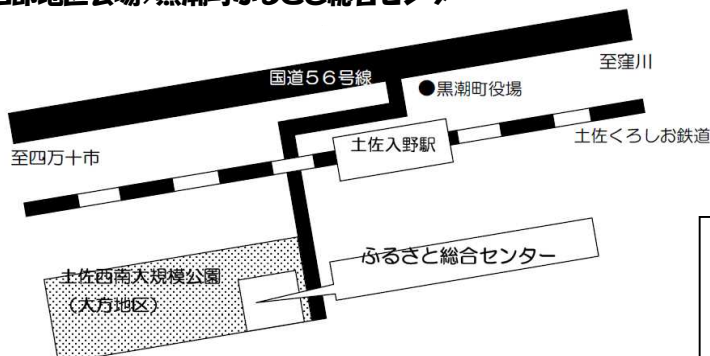 国道５６号線
至窪川
●黒潮町役場
土佐入野駅
土佐くろしお鉄道
至四万十市
ふるさと総合センター
土佐西南大規模公園
（大方地区）